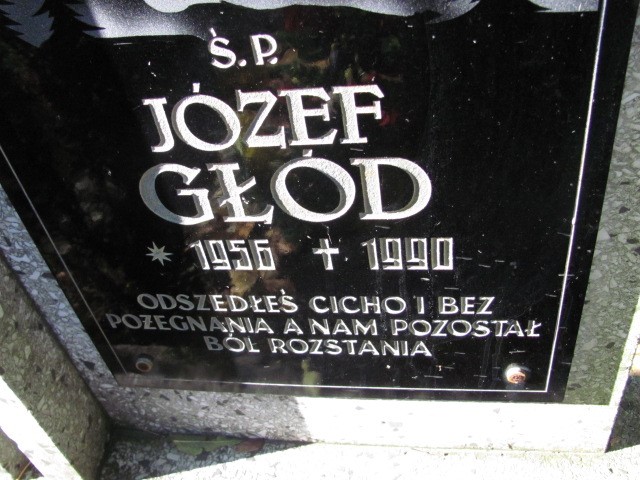 Ś.P.
JÓZEF
GŁÓD
* 1956 ✝ 1990
ODSZEDŁEŚ CICHO I BEZ
POŻEGNANIA A NAM POZOSTAŁ
BÓL ROZSTANIA